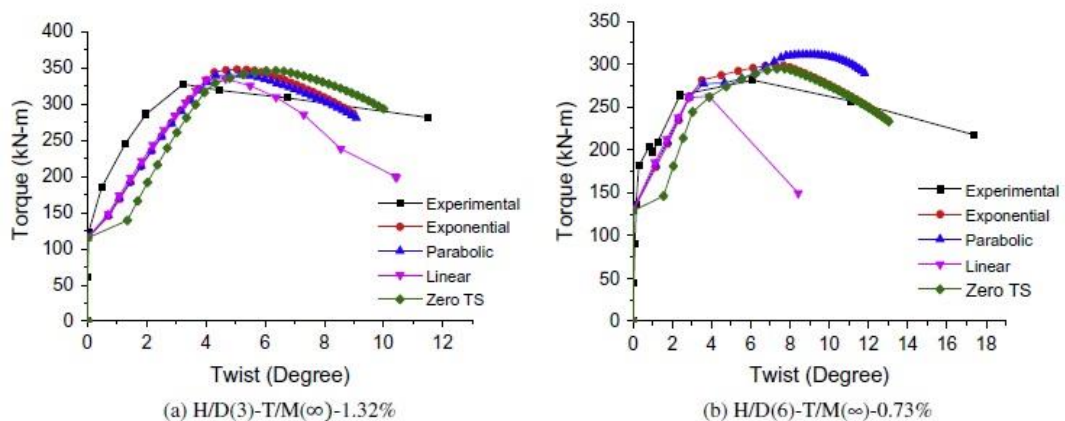 400
350
300
250
200
150
100
50
0
Torque (kN-m)
Experimental
Exponential
Parabolic
Linear
Zero TS
0 2 4 6 8 10 12
Twist (Degree)
(a) H/D(3)-T/M(∞)-1.32%
350
300
250
200
150
100
50
0
Torque (kN-m)
Experimental
Exponential
Parabolic
Linear
Zero TS
0 2 4 6 8 10 12 14 16 18
Twist (Degree)
(b) H/D(6)-T/M(∞)-0.73%